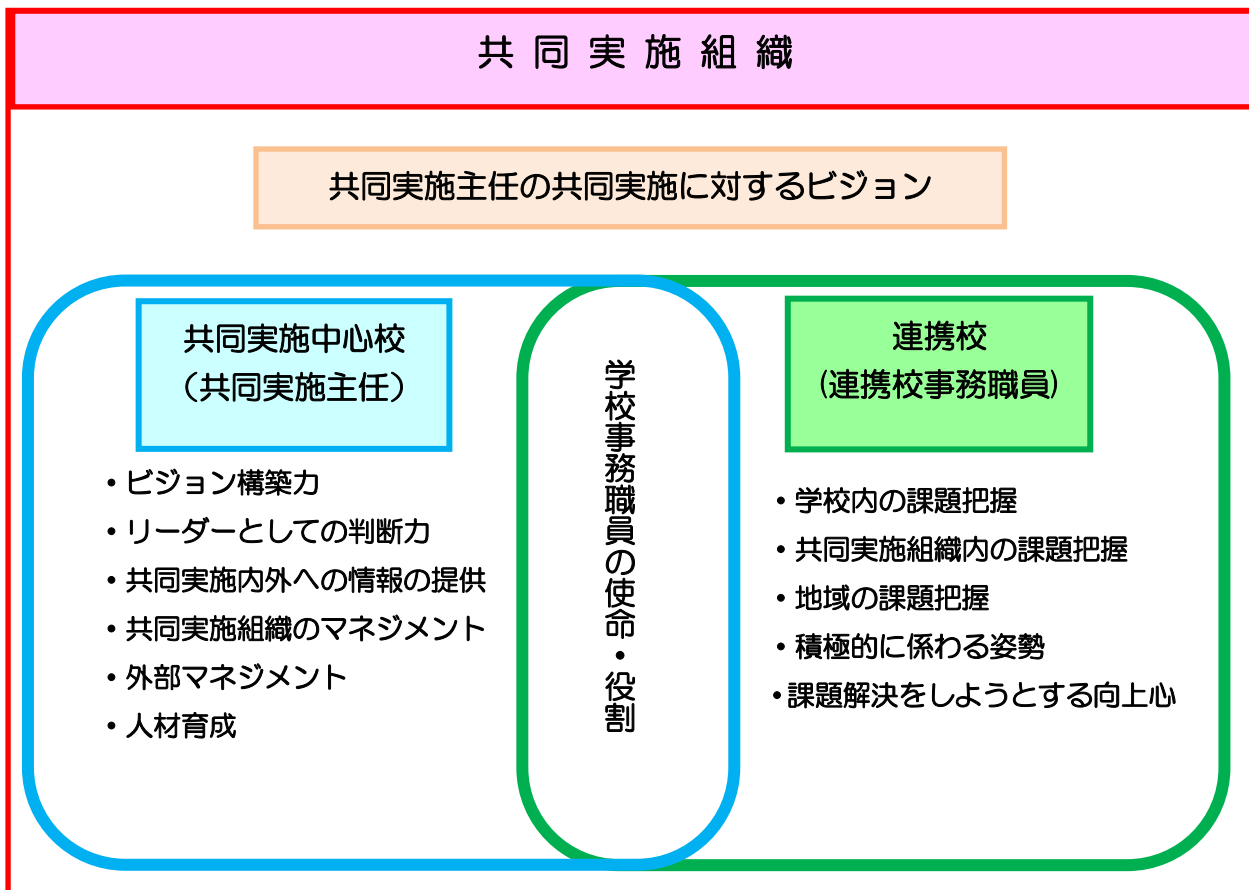 共同実施組織
共同実施主任の共同実施に対するビジョン
共同実施中心校
（共同実施主任）
・ビジョン構築力
・リーダーとしての判断力
・共同実施内外への情報の提供
・共同実施組織のマネジメント
・外部マネジメント
・人材育成
学校事務職員の使命・役割
連携校
(連携校事務職員)
・学校内の課題把握
・共同実施組織内の課題把握
・地域の課題把握
・積極的に係わる姿勢
・課題解決をしようとする向上心